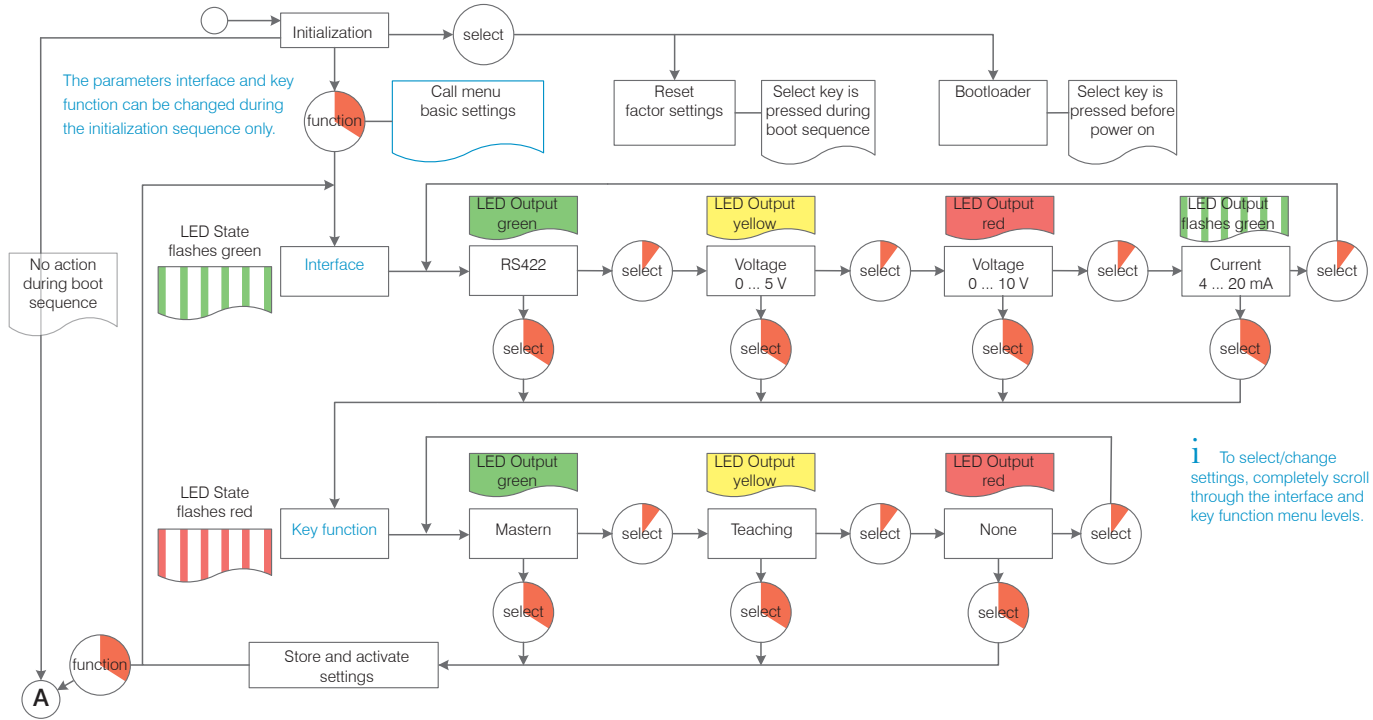 Initialization
select
The parameters interface and key
function can be changed during
the initialization sequence only.
function
Call menu
basic settings
Reset
factor settings
Select key is
pressed during
boot sequence
Bootloader
Select key is
pressed before
power on
No action
during boot
sequence
LED State
flashes green
Interface
LED Output
green
RS422
select
LED Output
yellow
Voltage
0 ... 5 V
select
LED Output
red
Voltage
0 ... 10 V
select
LED Output
flashes green
Current
4 ... 20 mA
select
select
select
select
select
LED State
flashes red
Key function
LED Output
green
Mastern
select
LED Output
yellow
Teaching
select
LED Output
red
None
select
i To select/change
settings, completely scroll
through the interface and
key function menu levels.
select
select
select
Store and activate
settings
function
A